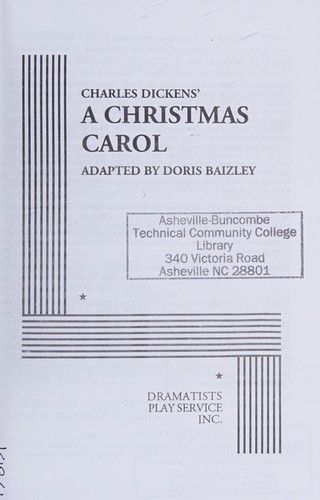 CHARLES DICKENS'
A CHRISTMAS
CAROL
ADAPTED BY DORIS BAIZLEY
Asheville-Buncombe
Technical Community College
Library
340 Victoria Road
Asheville NC 28801
DRAMATISTS
PLAY SERVICE
INC.